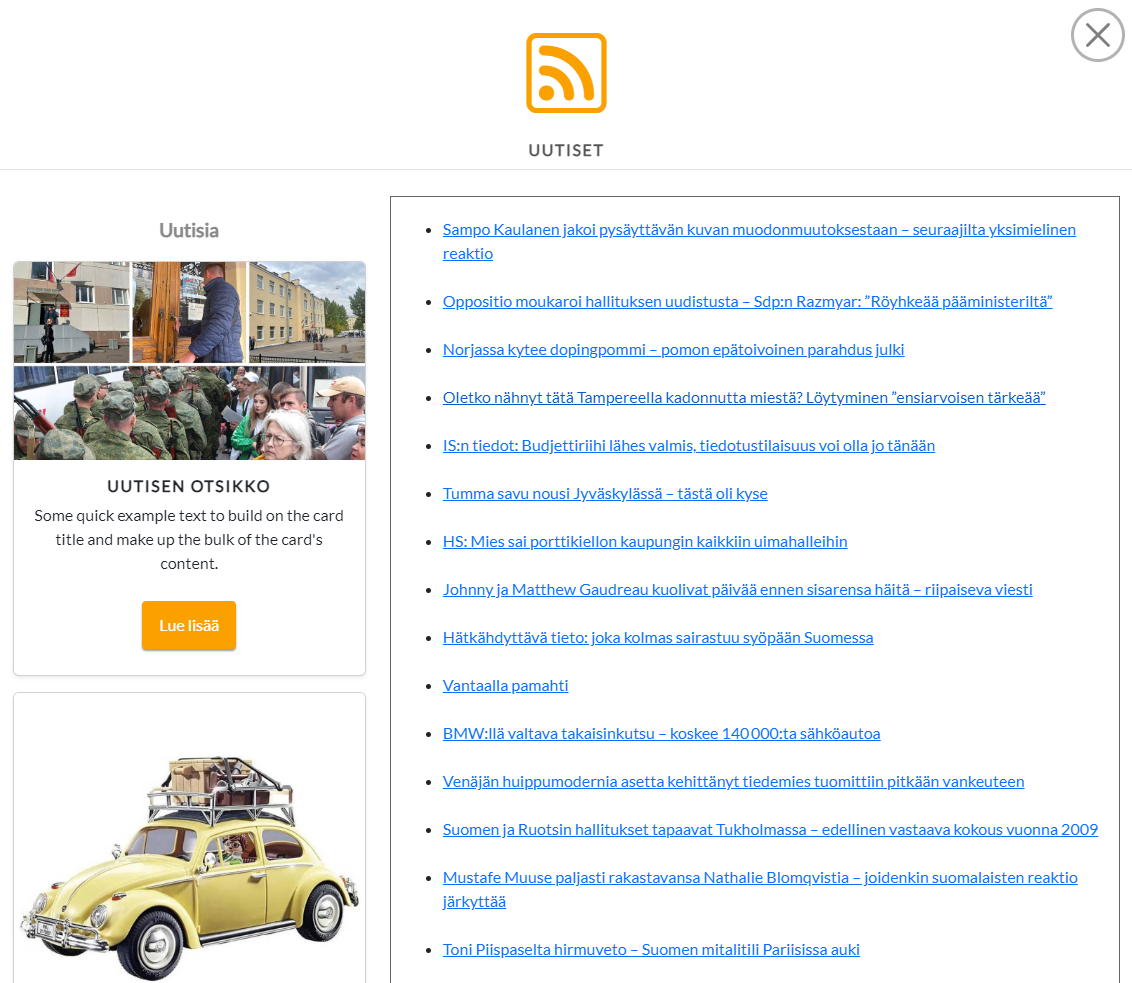 UUTISET
Uutisia
UUTISEN OTSIKKO
Some quick example text to build on the card
title and make up the bulk of the card's
content.
Lue lisää
Sampo Kaulanen jakoi pysäyttävän kuvan muodonmuutoksestaan – seuraajilta yksimielinen
reaktio
Oppositio moukaroi hallituksen uudistusta – Sdp:n Razmyar: ”Röyhkeää pääministeriltä”
Norjassa kytee dopingpommi – pomon epätoivoinen parahdus julki
Oletko nähnyt tätä Tampereella kadonnutta miestä? Löytyminen ”ensiarvoisen tärkeää”
IS:n tiedot: Budjettiriihi lähes valmis, tiedotustilaisuus voi olla jo tänään
Tumma savu nousi Jyväskylässä – tästä oli kyse
HS: Mies sai porttikiellon kaupungin kaikkiin uimahalleihin
Johnny ja Matthew Gaudreau kuolivat päivää ennen sisarensa häitä – riipaiseva viesti
Hätkähdyttävä tieto: joka kolmas sairastuu syöpään Suomessa
Vantaalla pamahti
BMW:llä valtava takaisinkutsu – koskee 140 000:ta sähköautoa
Venäjän huippumodernia asetta kehittänyt tiedemies tuomittiin pitkään vankeuteen
Suomen ja Ruotsin hallitukset tapaavat Tukholmassa – edellinen vastaava kokous vuonna 2009
Mustafe Muuse paljasti rakastavansa Nathalie Blomqvistia – joidenkin suomalaisten reaktio
järkyttää
Toni Piispaselta hirmuveto – Suomen mitalitili Pariisissa auki